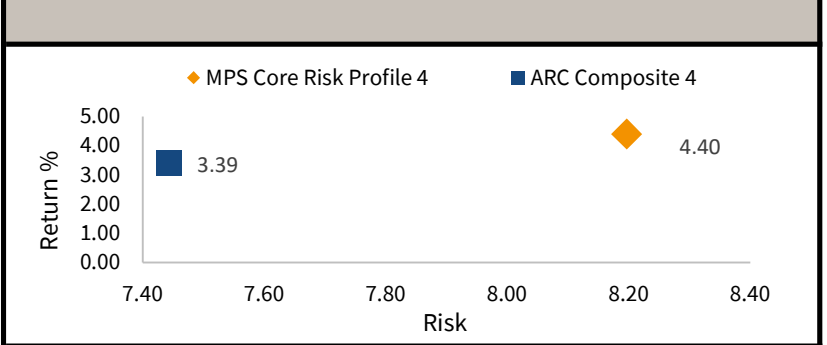 MPS Core Risk Profile 4 ARC Composite 4
5.00
4.00
3.00
2.00
1.00
0.00
Return %
3.39
4.40
7.40 7.60 7.80 8.00 8.20 8.40
Risk